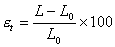 εₜ = (L − L₀)/L₀ × 100